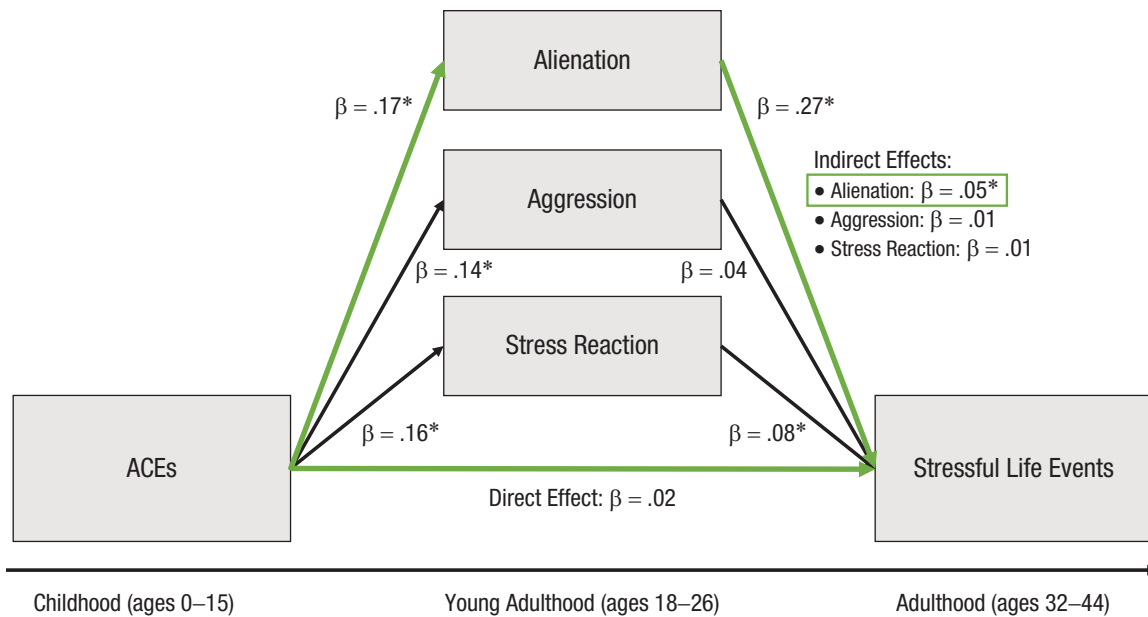 Alienation
β = .17*
β = .27*
Indirect Effects:
• Alienation: β = .05*
• Aggression: β = .01
• Stress Reaction: β = .01
Aggression
β = .14*
β = .04
Stress Reaction
β = .16*
β = .08*
ACEs
Stressful Life Events
Direct Effect: β = .02
Childhood (ages 0–15)
Young Adulthood (ages 18–26)
Adulthood (ages 32–44)